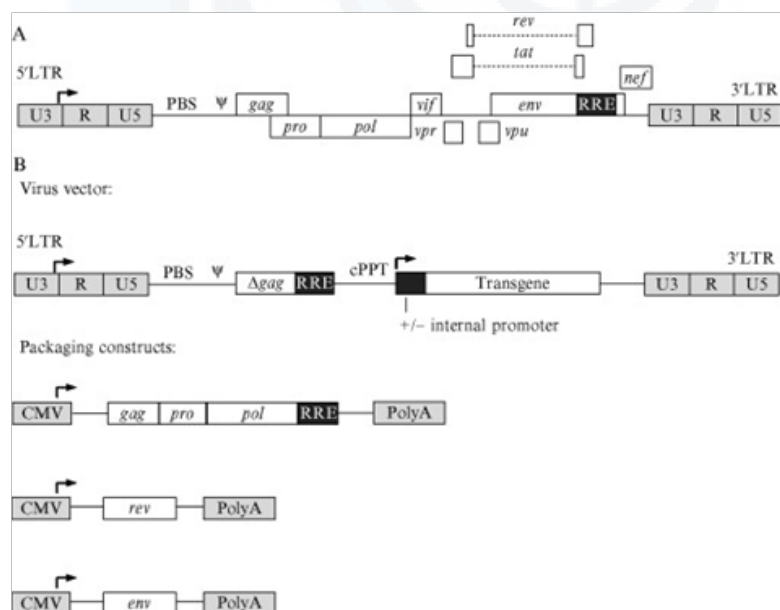 A
rev
tat
nef
5′LTR
3′LTR
PBS Ψ
U3 R U5 gag vif env RRE U3 R U5
pro pol vpr vpu
B
Virus vector:
5′LTR
3′LTR
PBS Ψ cPPT
U3 R U5 Δgag RRE Transgene U3 R U5
+/− internal promoter
Packaging constructs:
CMV gag pro pol RRE PolyA
CMV rev PolyA
CMV env PolyA